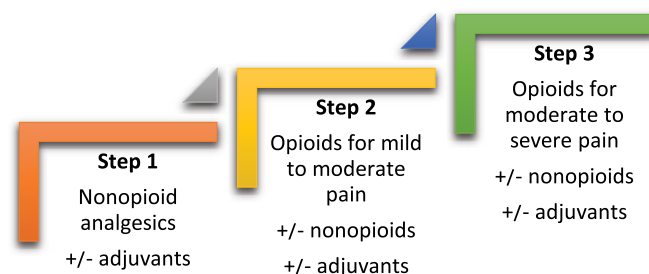 Step 1
Nonopioid
analgesics
+/- adjuvants
Step 2
Opioids for mild
to moderate
pain
+/- nonopioids
+/- adjuvants
Step 3
Opioids for
moderate to
severe pain
+/- nonopioids
+/- adjuvants